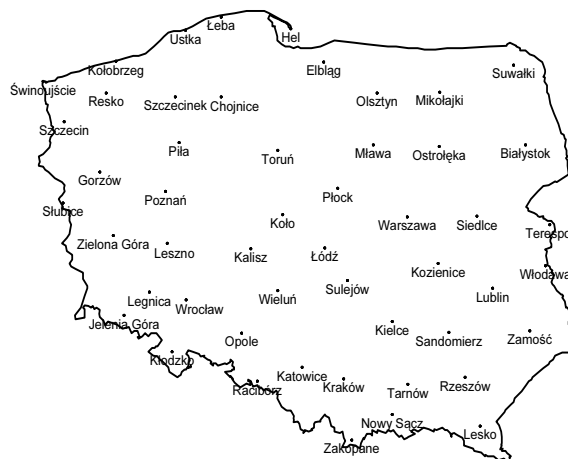 Łeba
Ustka
Hel
Kołobrzeg
Elbląg
Suwałki
Świnoujście
Resko
Szczecinek
Chojnice
Olsztyn
Mikołajki
Szczecin
Piła
Toruń
Mława
Ostrołęka
Białystok
Gorzów
Poznań
Płock
Słubice
Koło
Warszawa
Siedlce
Terespo
Zielona Góra
Leszno
Kalisz
Łódź
Kozienice
Włodawa
Legnica
Wrocław
Wieluń
Sulejów
Lublin
Jelenia Góra
Opole
Kielce
Sandomierz
Zamość
Kłodzko
Katowice
Racibórz
Kraków
Tarnów
Rzeszów
Nowy Sącz
Zakopane
Lesko